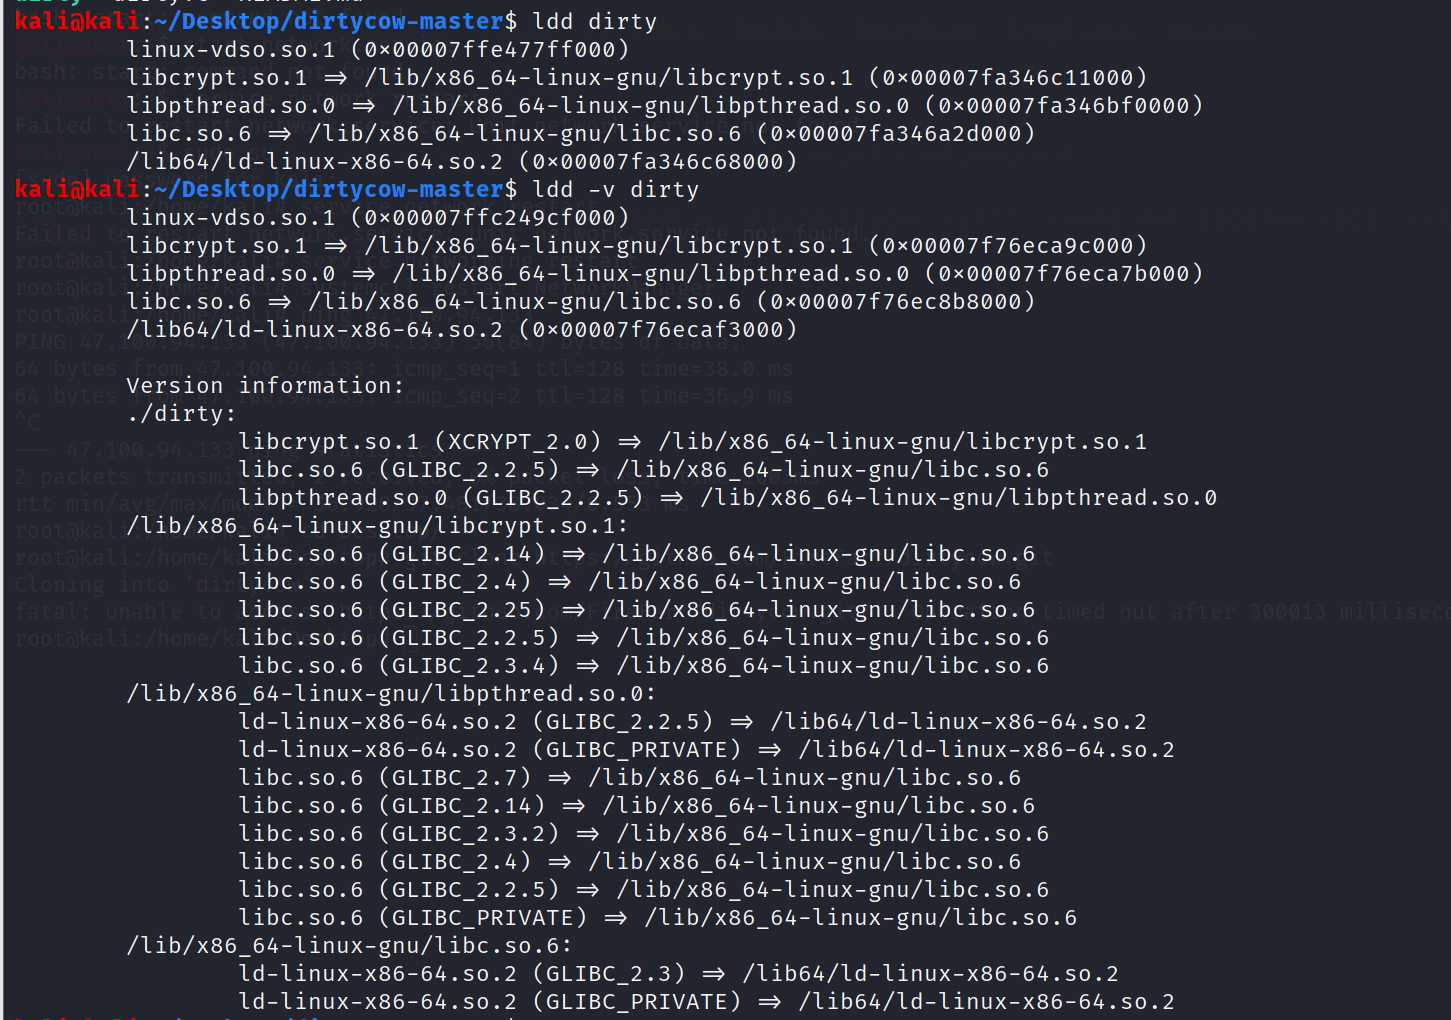 kali@kali:~/Desktop/dirtycow-master$ ldd dirty
linux-vdso.so.1 (0×00007ffe477ff000)
libcrypt.so.1 ⇒ /lib/x86_64-linux-gnu/libcrypt.so.1 (0×00007fa346c11000)
libpthread.so.0 ⇒ /lib/x86_64-linux-gnu/libpthread.so.0 (0×00007fa346bf0000)
libc.so.6 ⇒ /lib/x86_64-linux-gnu/libc.so.6 (0×00007fa346a2d000)
/lib64/ld-linux-x86-64.so.2 (0×00007fa346c68000)
kali@kali:~/Desktop/dirtycow-master$ ldd -v dirty
linux-vdso.so.1 (0×00007ffc249cf000)
libcrypt.so.1 ⇒ /lib/x86_64-linux-gnu/libcrypt.so.1 (0×00007f76eca9c000)
libpthread.so.0 ⇒ /lib/x86_64-linux-gnu/libpthread.so.0 (0×00007f76eca7b000)
libc.so.6 ⇒ /lib/x86_64-linux-gnu/libc.so.6 (0×00007f76ec8b8000)
/lib64/ld-linux-x86-64.so.2 (0×00007f76ecaf3000)
Version information:
./dirty:
libcrypt.so.1 (XCRYPT_2.0) ⇒ /lib/x86_64-linux-gnu/libcrypt.so.1
libc.so.6 (GLIBC_2.2.5) ⇒ /lib/x86_64-linux-gnu/libc.so.6
libpthread.so.0 (GLIBC_2.2.5) ⇒ /lib/x86_64-linux-gnu/libpthread.so.0
/lib/x86_64-linux-gnu/libcrypt.so.1:
libc.so.6 (GLIBC_2.14) ⇒ /lib/x86_64-linux-gnu/libc.so.6
libc.so.6 (GLIBC_2.4) ⇒ /lib/x86_64-linux-gnu/libc.so.6
libc.so.6 (GLIBC_2.25) ⇒ /lib/x86_64-linux-gnu/libc.so.6
libc.so.6 (GLIBC_2.2.5) ⇒ /lib/x86_64-linux-gnu/libc.so.6
libc.so.6 (GLIBC_2.3.4) ⇒ /lib/x86_64-linux-gnu/libc.so.6
/lib/x86_64-linux-gnu/libpthread.so.0:
ld-linux-x86-64.so.2 (GLIBC_2.2.5) ⇒ /lib64/ld-linux-x86-64.so.2
ld-linux-x86-64.so.2 (GLIBC_PRIVATE) ⇒ /lib64/ld-linux-x86-64.so.2
libc.so.6 (GLIBC_2.7) ⇒ /lib/x86_64-linux-gnu/libc.so.6
libc.so.6 (GLIBC_2.14) ⇒ /lib/x86_64-linux-gnu/libc.so.6
libc.so.6 (GLIBC_2.3.2) ⇒ /lib/x86_64-linux-gnu/libc.so.6
libc.so.6 (GLIBC_2.4) ⇒ /lib/x86_64-linux-gnu/libc.so.6
libc.so.6 (GLIBC_2.2.5) ⇒ /lib/x86_64-linux-gnu/libc.so.6
libc.so.6 (GLIBC_PRIVATE) ⇒ /lib/x86_64-linux-gnu/libc.so.6
/lib/x86_64-linux-gnu/libc.so.6:
ld-linux-x86-64.so.2 (GLIBC_2.3) ⇒ /lib64/ld-linux-x86-64.so.2
ld-linux-x86-64.so.2 (GLIBC_PRIVATE) ⇒ /lib64/ld-linux-x86-64.so.2